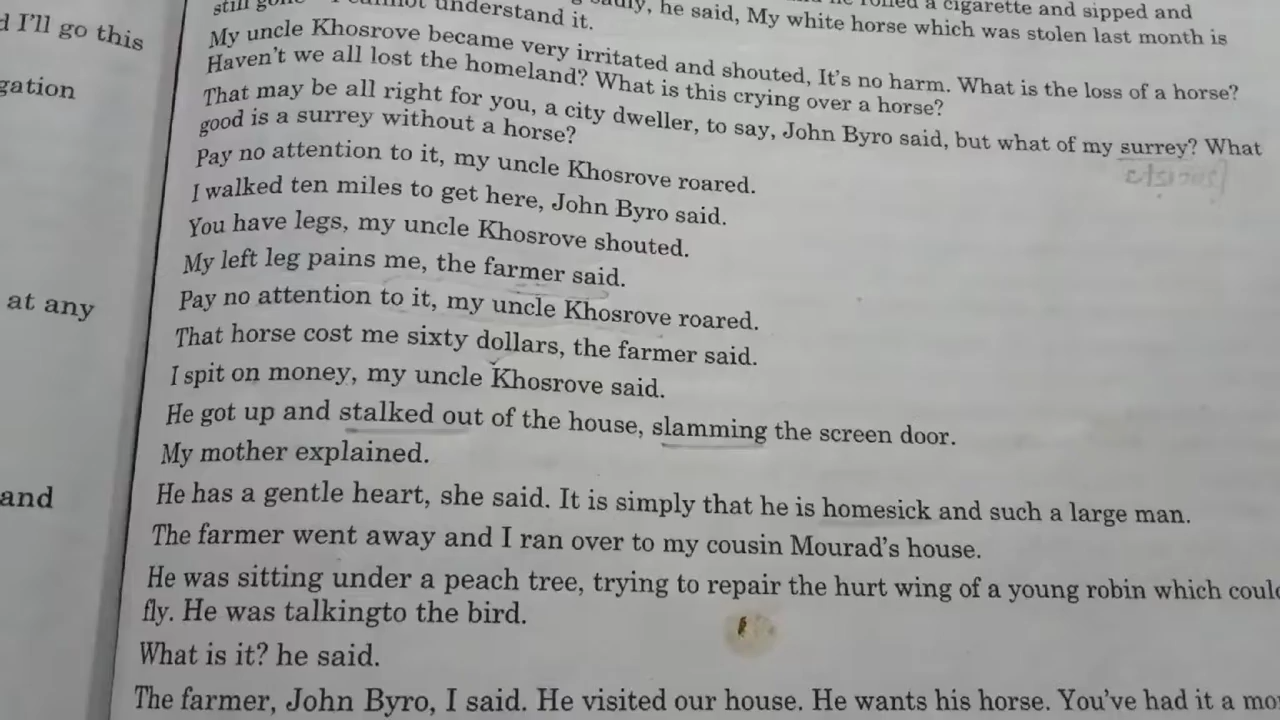 I'll go this
gation
at any
and
rolled a cigarette and sipped and
sadly, he said, My white horse which was stolen last month is
still understand it.
My uncle Khosrove became very irritated and shouted, It's no harm. What is the loss of a horse?
Haven't we all lost the homeland? What is this crying over a horse?
That may be all right for you, a city dweller, to say, John Byro said, but what of my surrey? What
good is a surrey without a horse?
Pay no attention to it, my uncle Khosrove roared.
I walked ten miles to get here, John Byro said.
You have legs, my uncle Khosrove shouted.
My left leg pains me, the farmer said.
Pay no attention to it, my uncle Khosrove roared.
That horse cost me sixty dollars, the farmer said.
I spit on money, my uncle Khosrove said.
He got up and stalked out of the house, slamming the screen door.
My mother explained.
He has a gentle heart, she said. It is simply that he is homesick and such a large man.
The farmer went away and I ran over to my cousin Mourad's house.
He was sitting under a peach tree, trying to repair the hurt wing of a young robin which
fly. He was talkingto the bird.
What is it? he said.
The farmer, John Byro, I said. He visited our house. He wants his horse. You've had it a